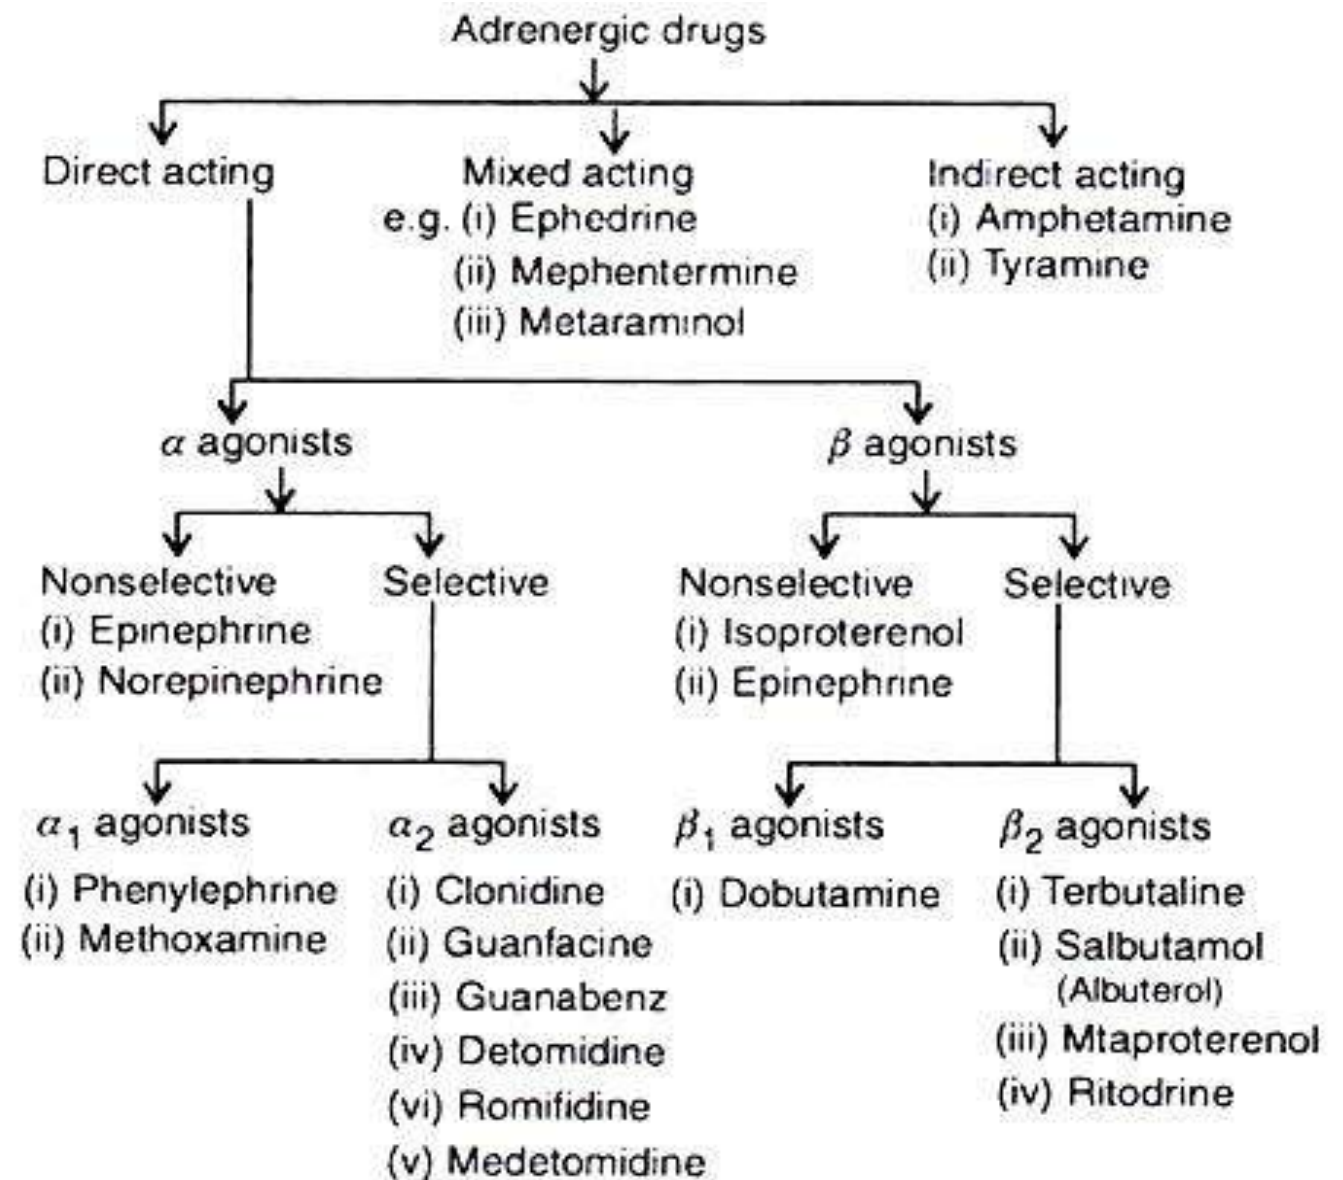 Adrenergic drugs
Direct acting
Mixed acting
e.g. (i) Ephedrine
(ii) Mephentermine
(iii) Metaraminol
Indirect acting
(i) Amphetamine
(ii) Tyramine
α agonists
β agonists
Nonselective
(i) Epinephrine
(ii) Norepinephrine
Selective
Nonselective
(i) Isoproterenol
(ii) Epinephrine
Selective
α1 agonists
(i) Phenylephrine
(ii) Methoxamine
α2 agonists
(i) Clonidine
(ii) Guanfacine
(iii) Guanabenz
(iv) Detomidine
(vi) Romifidine
(v) Medetomidine
β1 agonists
(i) Dobutamine
β2 agonists
(i) Terbutaline
(ii) Salbutamol
(Albuterol)
(iii) Mtaproterenol
(iv) Ritodrine